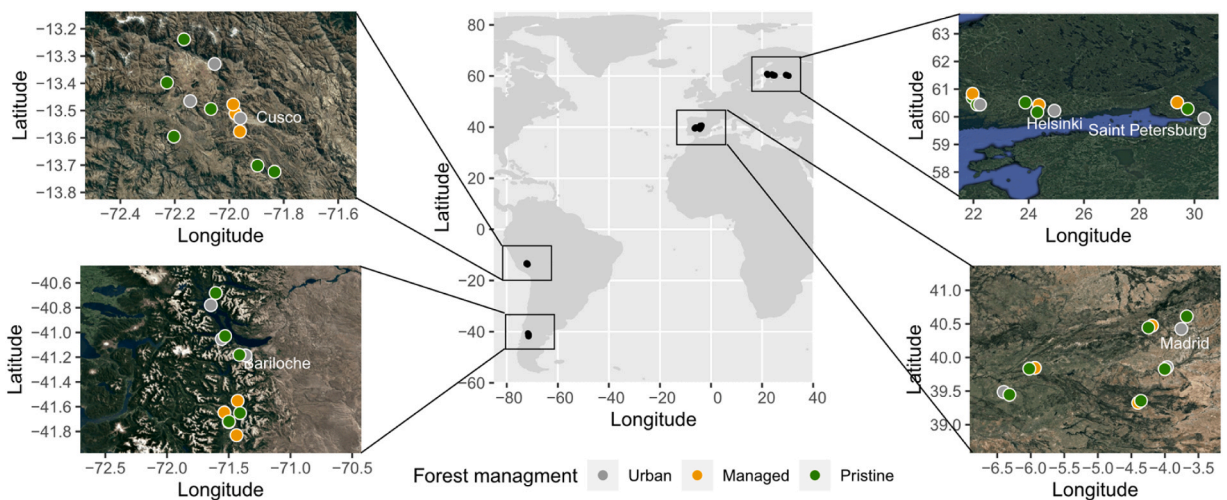 Latitude
−13.2
−13.3
−13.4
−13.5
−13.6
−13.7
−13.8
Cusco
−72.4 −72.2 −72.0 −71.8 −71.6
Longitude
Latitude
80
60
40
20
0
−20
−40
−60
−80 −60 −40 −20 0 20 40
Longitude
Latitude
63
62
61
60
59
58
Helsinki
Saint Petersburg
22 24 26 28 30
Longitude
Latitude
−40.6
−40.8
−41.0
−41.2
−41.4
−41.6
−41.8
Bariloche
−72.5 −72.0 −71.5 −71.0 −70.5
Longitude
Latitude
41.0
40.5
40.0
39.5
39.0
Madrid
−6.5 −6.0 −5.5 −5.0 −4.5 −4.0 −3.5
Longitude
Forest managment Urban Managed Pristine